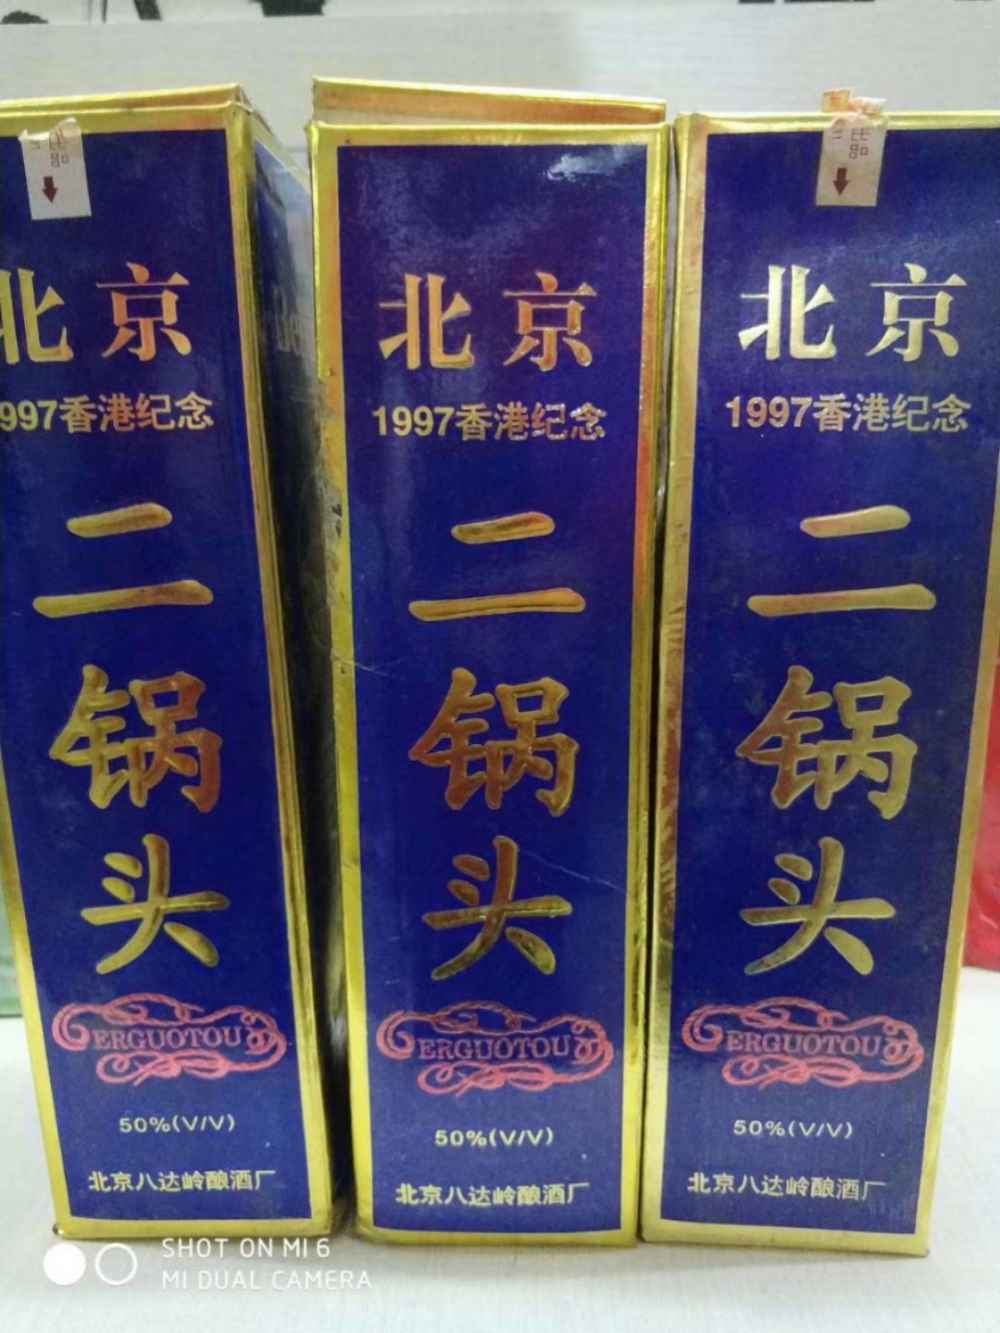 北京
997香港纪念
二
锅
头
ERGUOTOU
50%(V/V)
北京八达岭酿酒厂
北京
1997香港纪念
二
锅
头
ERGUOTOU
50%(V/V)
北京八达岭酿酒厂
品
北京
1997香港纪念
二
锅
头
ERGUOTOU
50%(V/V)
北京八达岭酿酒厂
SHOT ON MI 6
MI DUAL CAMERA